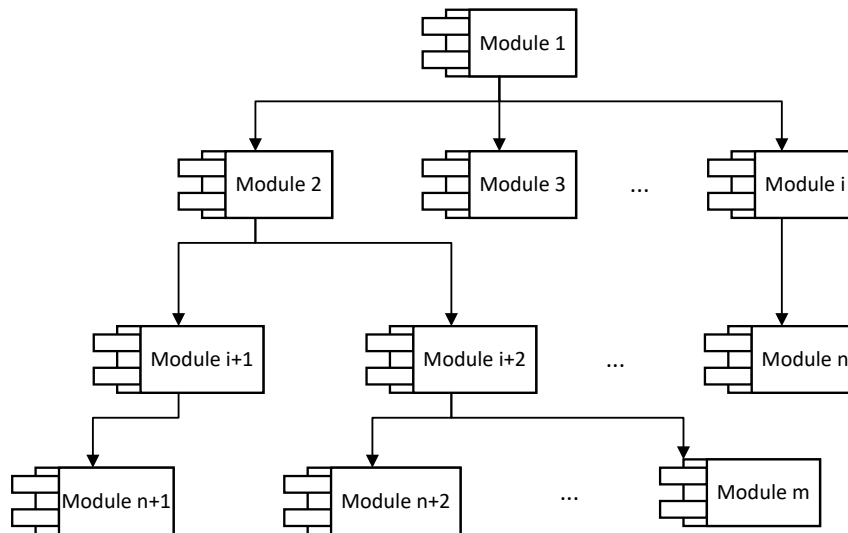 Module 1
Module 2
Module 3
...
Module i
Module i+1
Module i+2
...
Module n
Module n+1
Module n+2
...
Module m